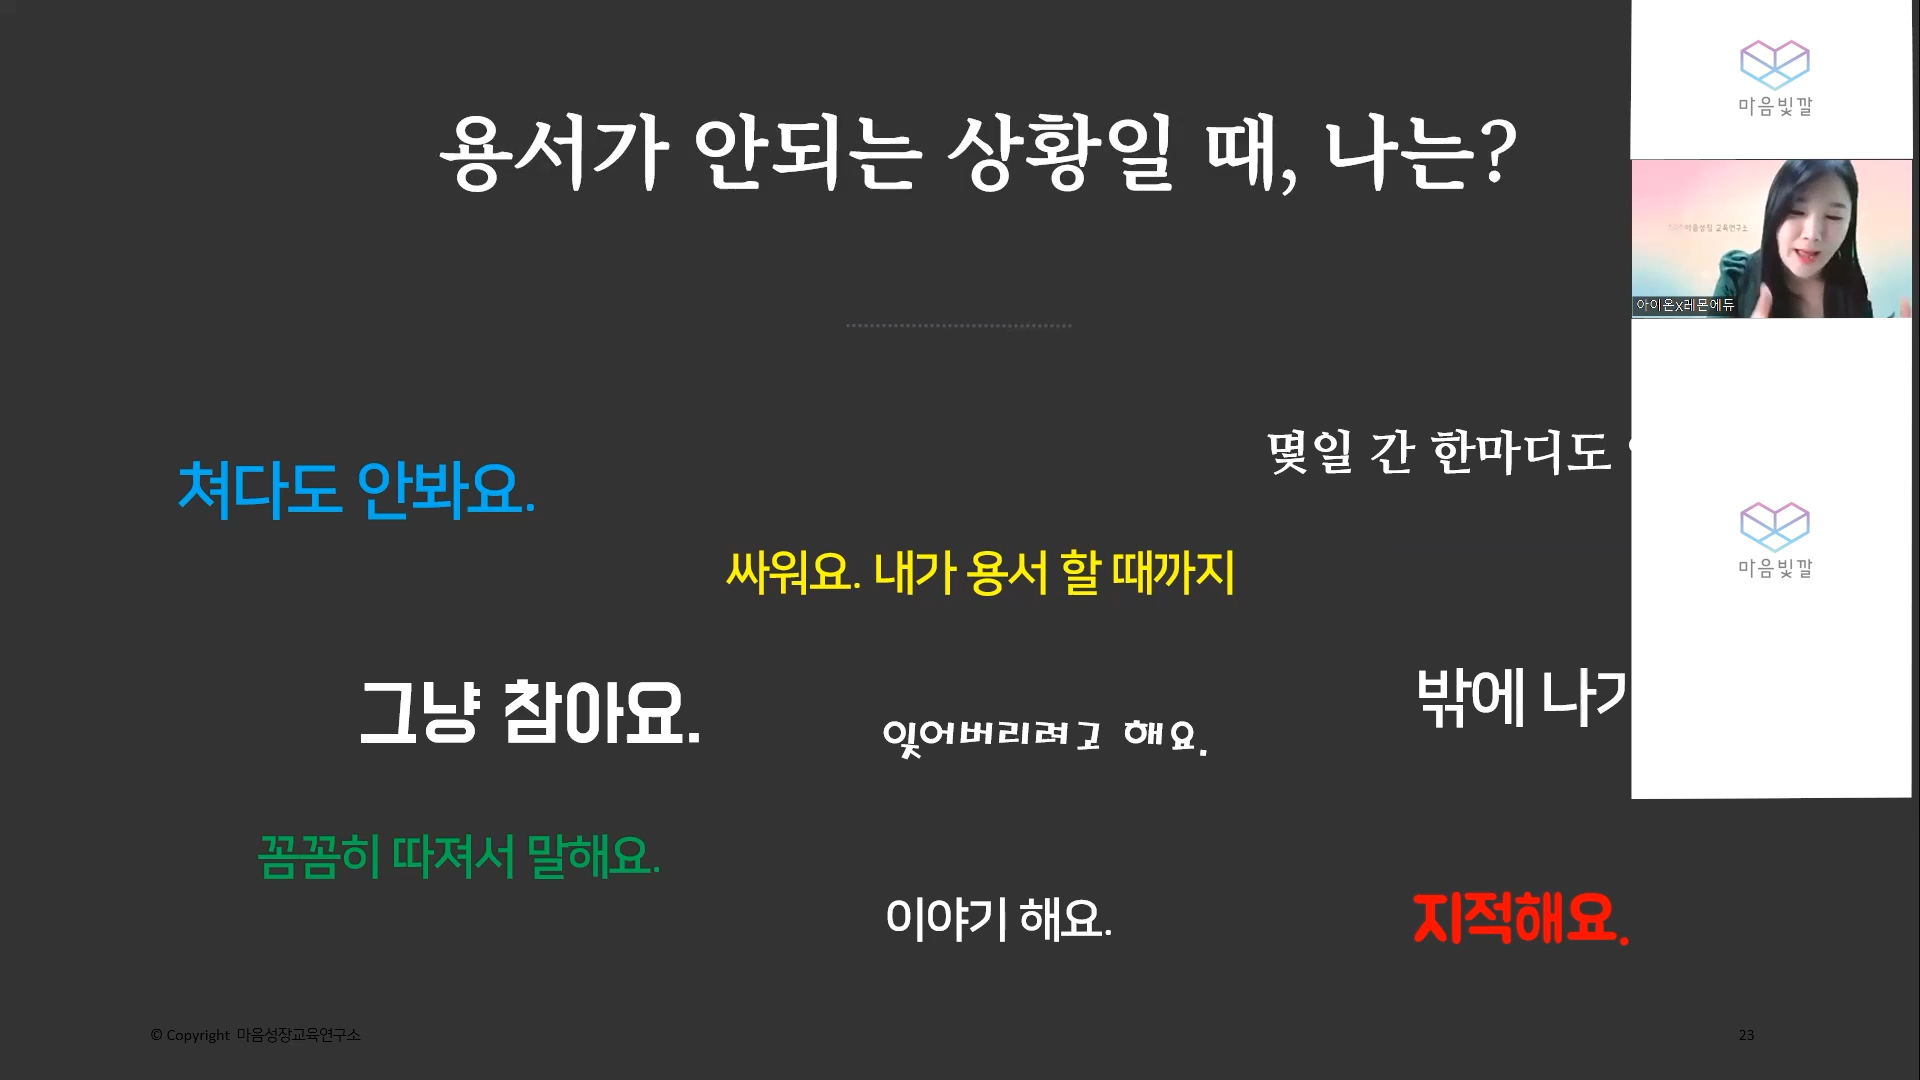 용서가 안되는 상황일 때, 나는?
마음빛깔
마음성장 교육연구소
아이온X레몬에듀
몇일 간 한마디도
쳐다도 안봐요.
마음빛깔
싸워요. 내가 용서 할 때까지
밖에
그냥 참아요.
잊어버리려고 해요.
꼼꼼히 따져서 말해요.
이야기 해요.
지적해요.
© Copyright 마음성장교육연구소
23